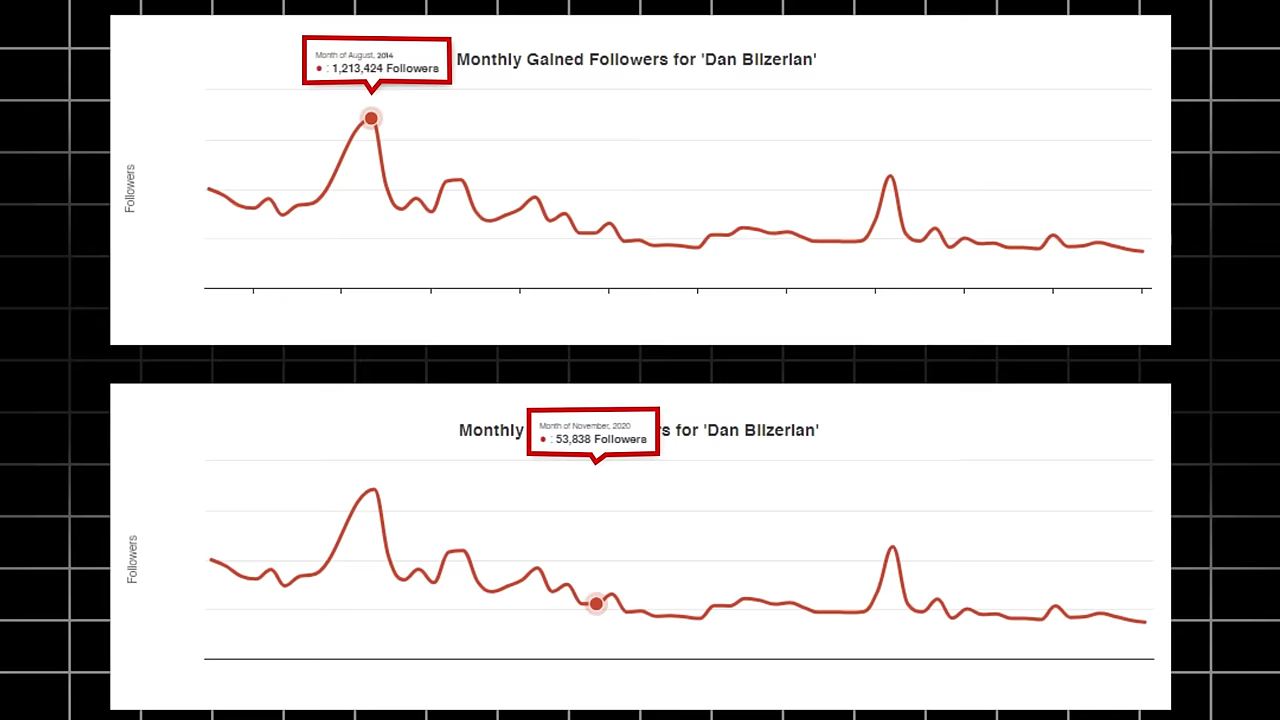 Month of August, 2014
: 1,213,424 Followers
Monthly Gained Followers for 'Dan Bilzerian'
Followers
Month of November, 2020
: 53,838 Followers
Monthly
rs for 'Dan Bilzerian'
Followers